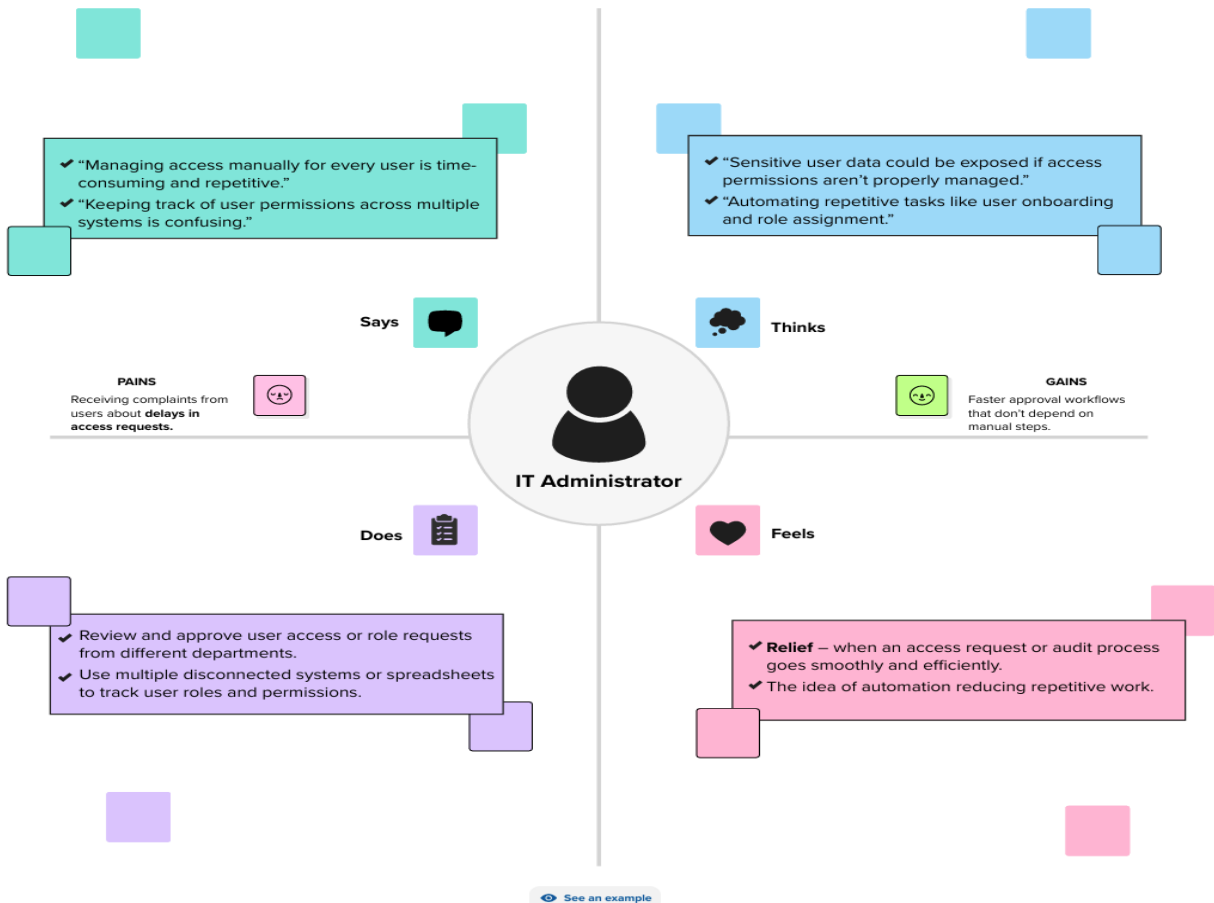 “Managing access manually for every user is time-
consuming and repetitive.”
“Keeping track of user permissions across multiple
systems is confusing.”
“Sensitive user data could be exposed if access
permissions aren’t properly managed.”
“Automating repetitive tasks like user onboarding
and role assignment.”
Says
Thinks
PAINS
Receiving complaints from
users about delays in
access requests.
GAINS
Faster approval workflows
that don’t depend on
manual steps.
IT Administrator
Does
Feels
Review and approve user access or role requests
from different departments.
Use multiple disconnected systems or spreadsheets
to track user roles and permissions.
Relief – when an access request or audit process
goes smoothly and efficiently.
The idea of automation reducing repetitive work.
See an example